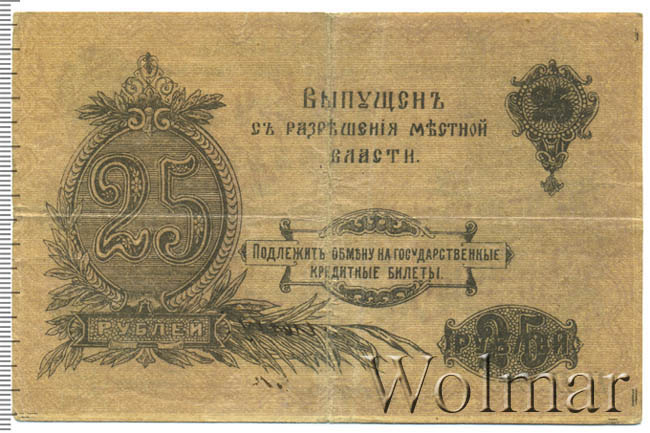 25
РУБЛЕЙ
Выпущенъ
съ разрѣшенія мѣстной
власти.
25
Подлежитъ обмѣну на государственные
кредитные билеты.
25
РУБЛЕЙ
Wolmar